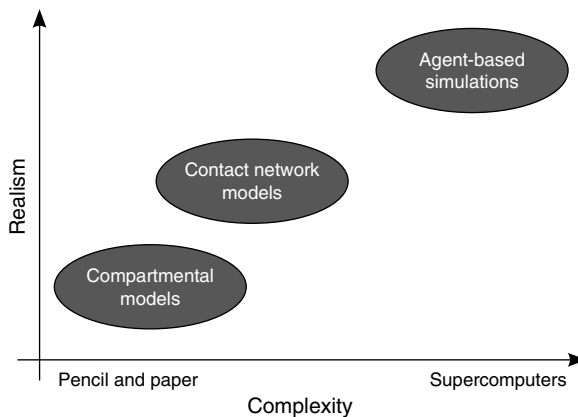 Agent-based
simulations
Contact network
models
Realism
Compartmental
models
Pencil and paper
Supercomputers
Complexity